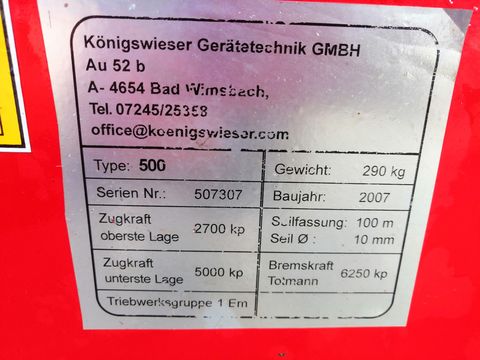 Königswieser Gerätetechnik GMBH
Au 52 b
A- 4654 Bad Wimsbach,
Tel. 07245/25358
office@koenigswieser.com
Type: 500
Gewicht: 290 kg
Serien Nr.: 507307
Baujahr: 2007
Zugkraft
oberste Lage 2700 kp
Seilfassung: 100 m
Seil Ø : 10 mm
Zugkraft
unterste Lage 5000 kp
Bremskraft
Totmann 6250 kp
Triebwerksgruppe 1 Em